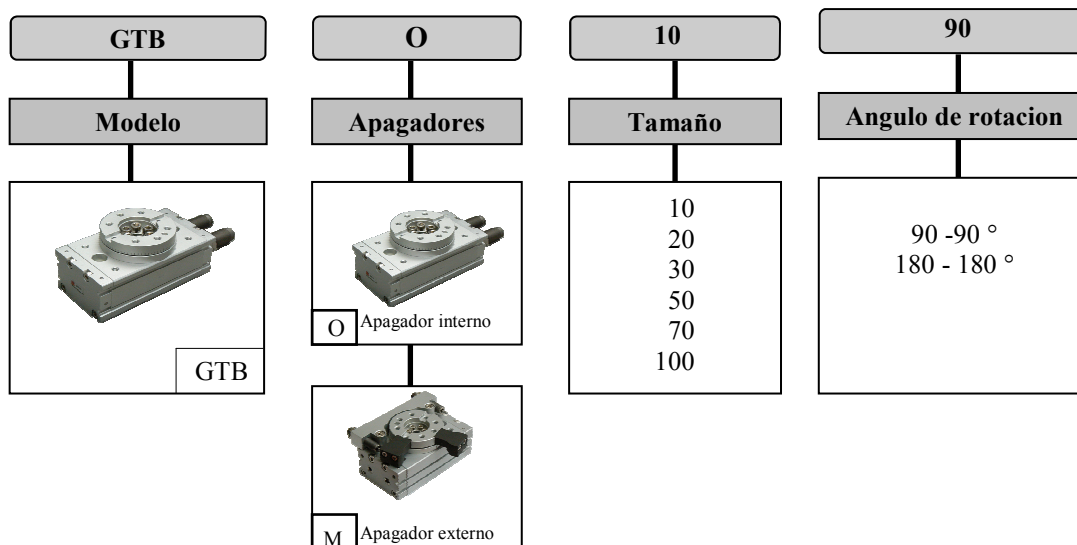 GTB
O
10
90
Modelo
Apagadores
Tamaño
Angulo de rotacion
GTB
O Apagador interno
M Apagador externo
10
20
30
50
70
100
90 -90 °
180 - 180 °